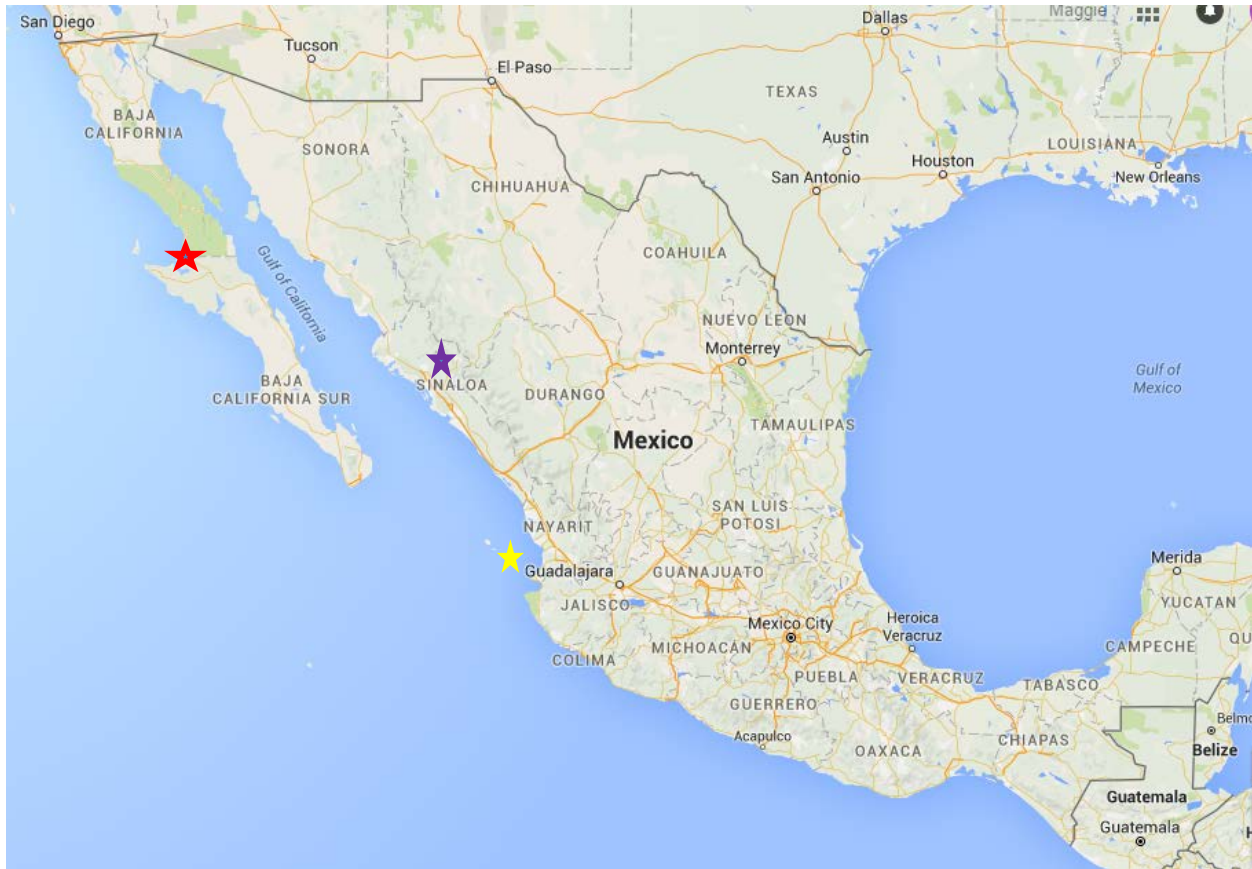 San Diego
Tucson
El Paso
Dallas
Maggie
BAJA
CALIFORNIA
SONORA
CHIHUAHUA
TEXAS
Austin
San Antonio
Houston
LOUISIANA
New Orleans
Gulf of California
COAHUILA
NUEVO LEON
Monterrey
BAJA
CALIFORNIA SUR
SINALOA
DURANGO
TAMAULIPAS
Gulf of
Mexico
Mexico
SAN LUIS
POTOSI
NAYARIT
Guadalajara
GUANAJUATO
JALISCO
Mexico City
Heroica
Veracruz
Merida
YUCATAN
CAMPECHE
QU
COLIMA
MICHOACÁN
PUEBLA
VERACRUZ
TABASCO
GUERRERO
Acapulco
OAXACA
CHIAPAS
Belmo
Belize
Guatemala
Guatemala
H